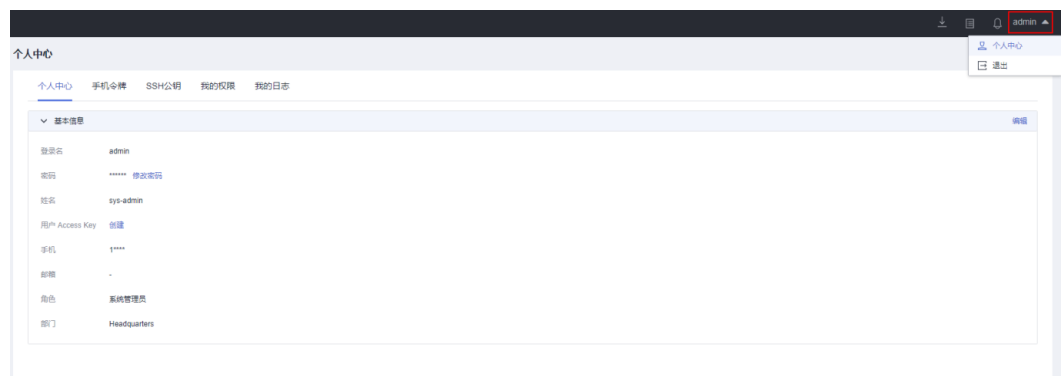 admin
个人中心
个人中心
退出
个人中心 手机令牌 SSH公钥 我的权限 我的日志
基本信息 编辑
登录名 admin
密码 ****** 修改密码
姓名 sys-admin
用户 Access Key 创建
手机 1****
邮箱 -
角色 系统管理员
部门 Headquarters